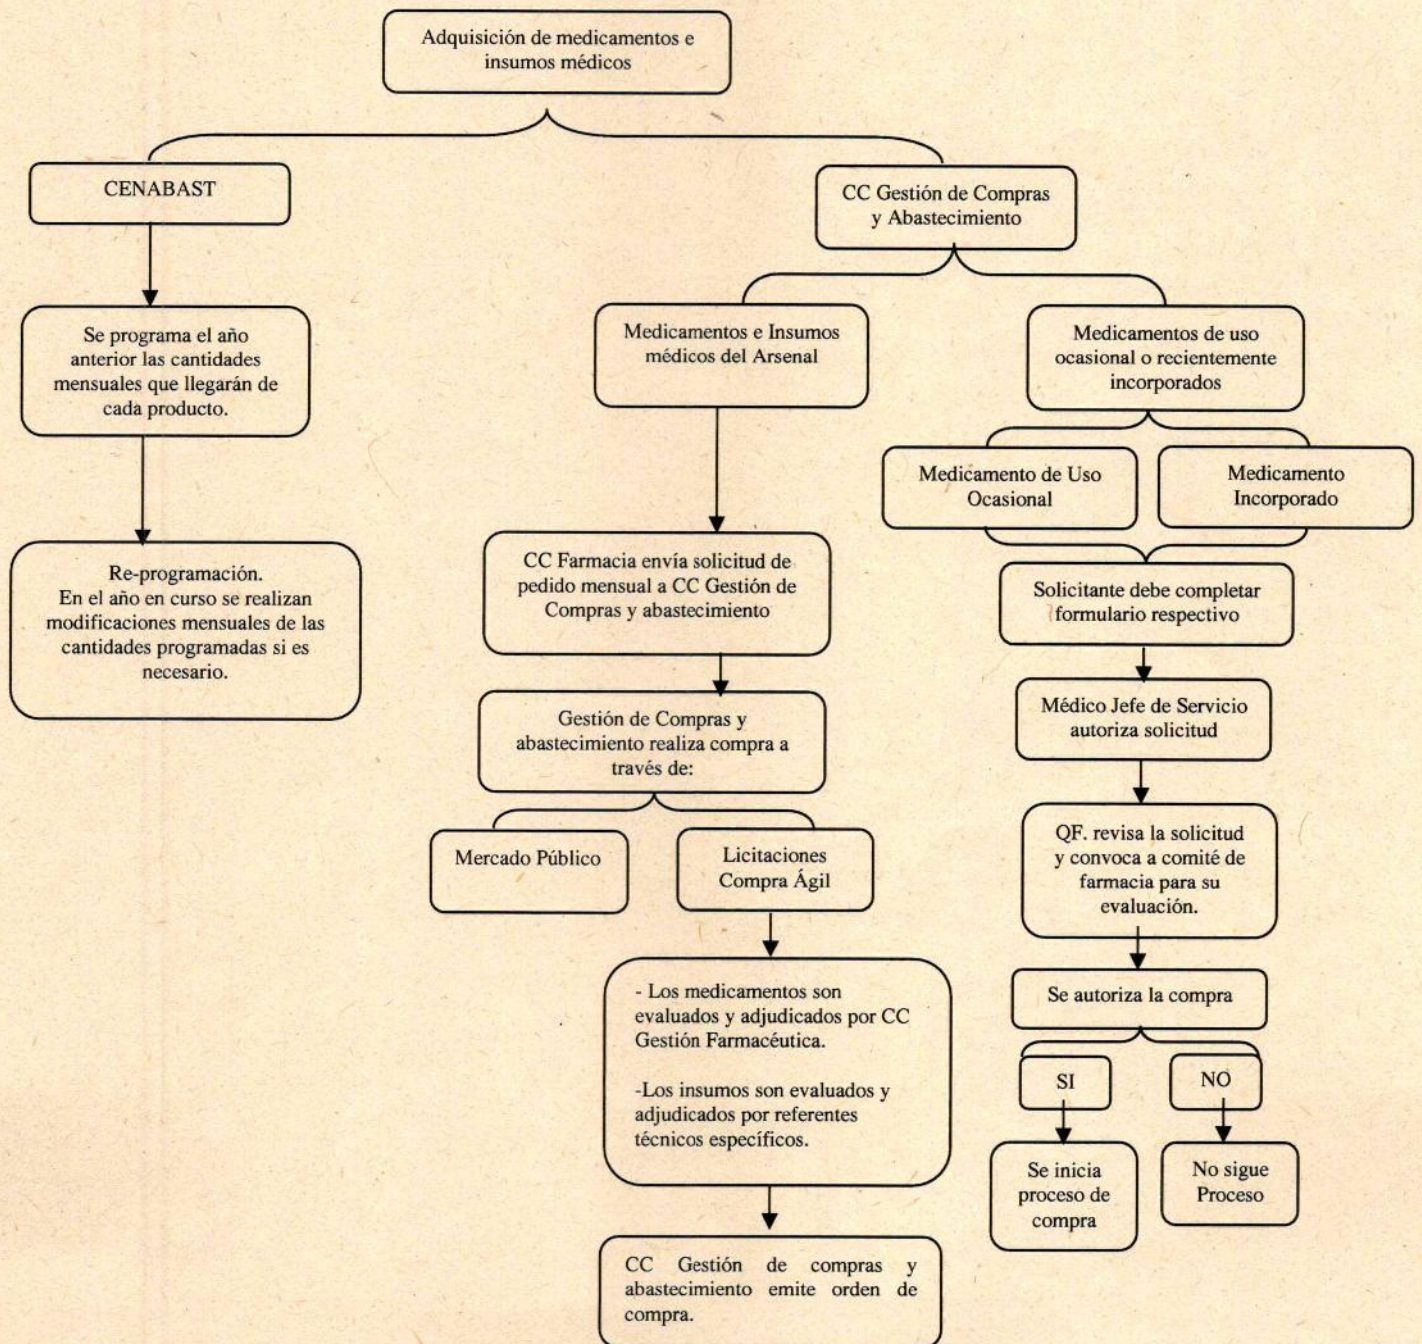 Adquisición de medicamentos e
insumos médicos
CENABAST
CC Gestión de Compras
y Abastecimiento
Se programa el año
anterior las cantidades
mensuales que llegarán de
cada producto.
Medicamentos e Insumos
médicos del Arsenal
Medicamentos de uso
ocasional o recientemente
incorporados
Medicamento de Uso
Ocasional
Medicamento
Incorporado
Re-programación.
En el año en curso se realizan
modificaciones mensuales de las
cantidades programadas si es
necesario.
CC Farmacia envía solicitud de
pedido mensual a CC Gestión de
Compras y abastecimiento
Solicitante debe completar
formulario respectivo
Gestión de Compras y
abastecimiento realiza compra a
través de:
Médico Jefe de Servicio
autoriza solicitud
Mercado Público
Licitaciones
Compra Ágil
QF. revisa la solicitud
y convoca a comité de
farmacia para su
evaluación.
- Los medicamentos son
evaluados y adjudicados por CC
Gestión Farmacéutica.
-Los insumos son evaluados y
adjudicados por referentes
técnicos específicos.
Se autoriza la compra
SI
NO
Se inicia
proceso de
compra
No sigue
Proceso
CC Gestión de compras y
abastecimiento emite orden de
compra.